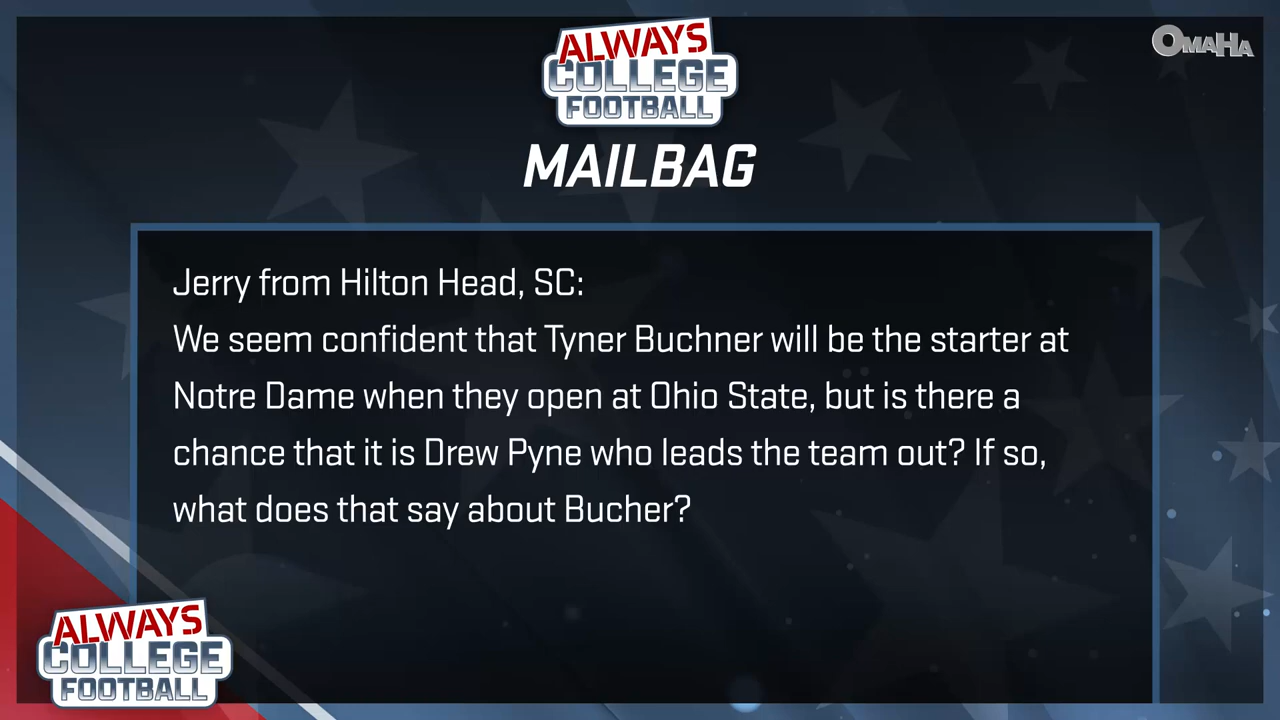 ALWAYS
COLLEGE
FOOTBALL
OMAHA
MAILBAG
Jerry from Hilton Head, SC:
We seem confident that Tyner Buchner will be the starter at
Notre Dame when they open at Ohio State, but is there a
chance that it is Drew Pyne who leads the team out? If so,
what does that say about Bucher?
ALWAYS
COLLEGE
FOOTBALL